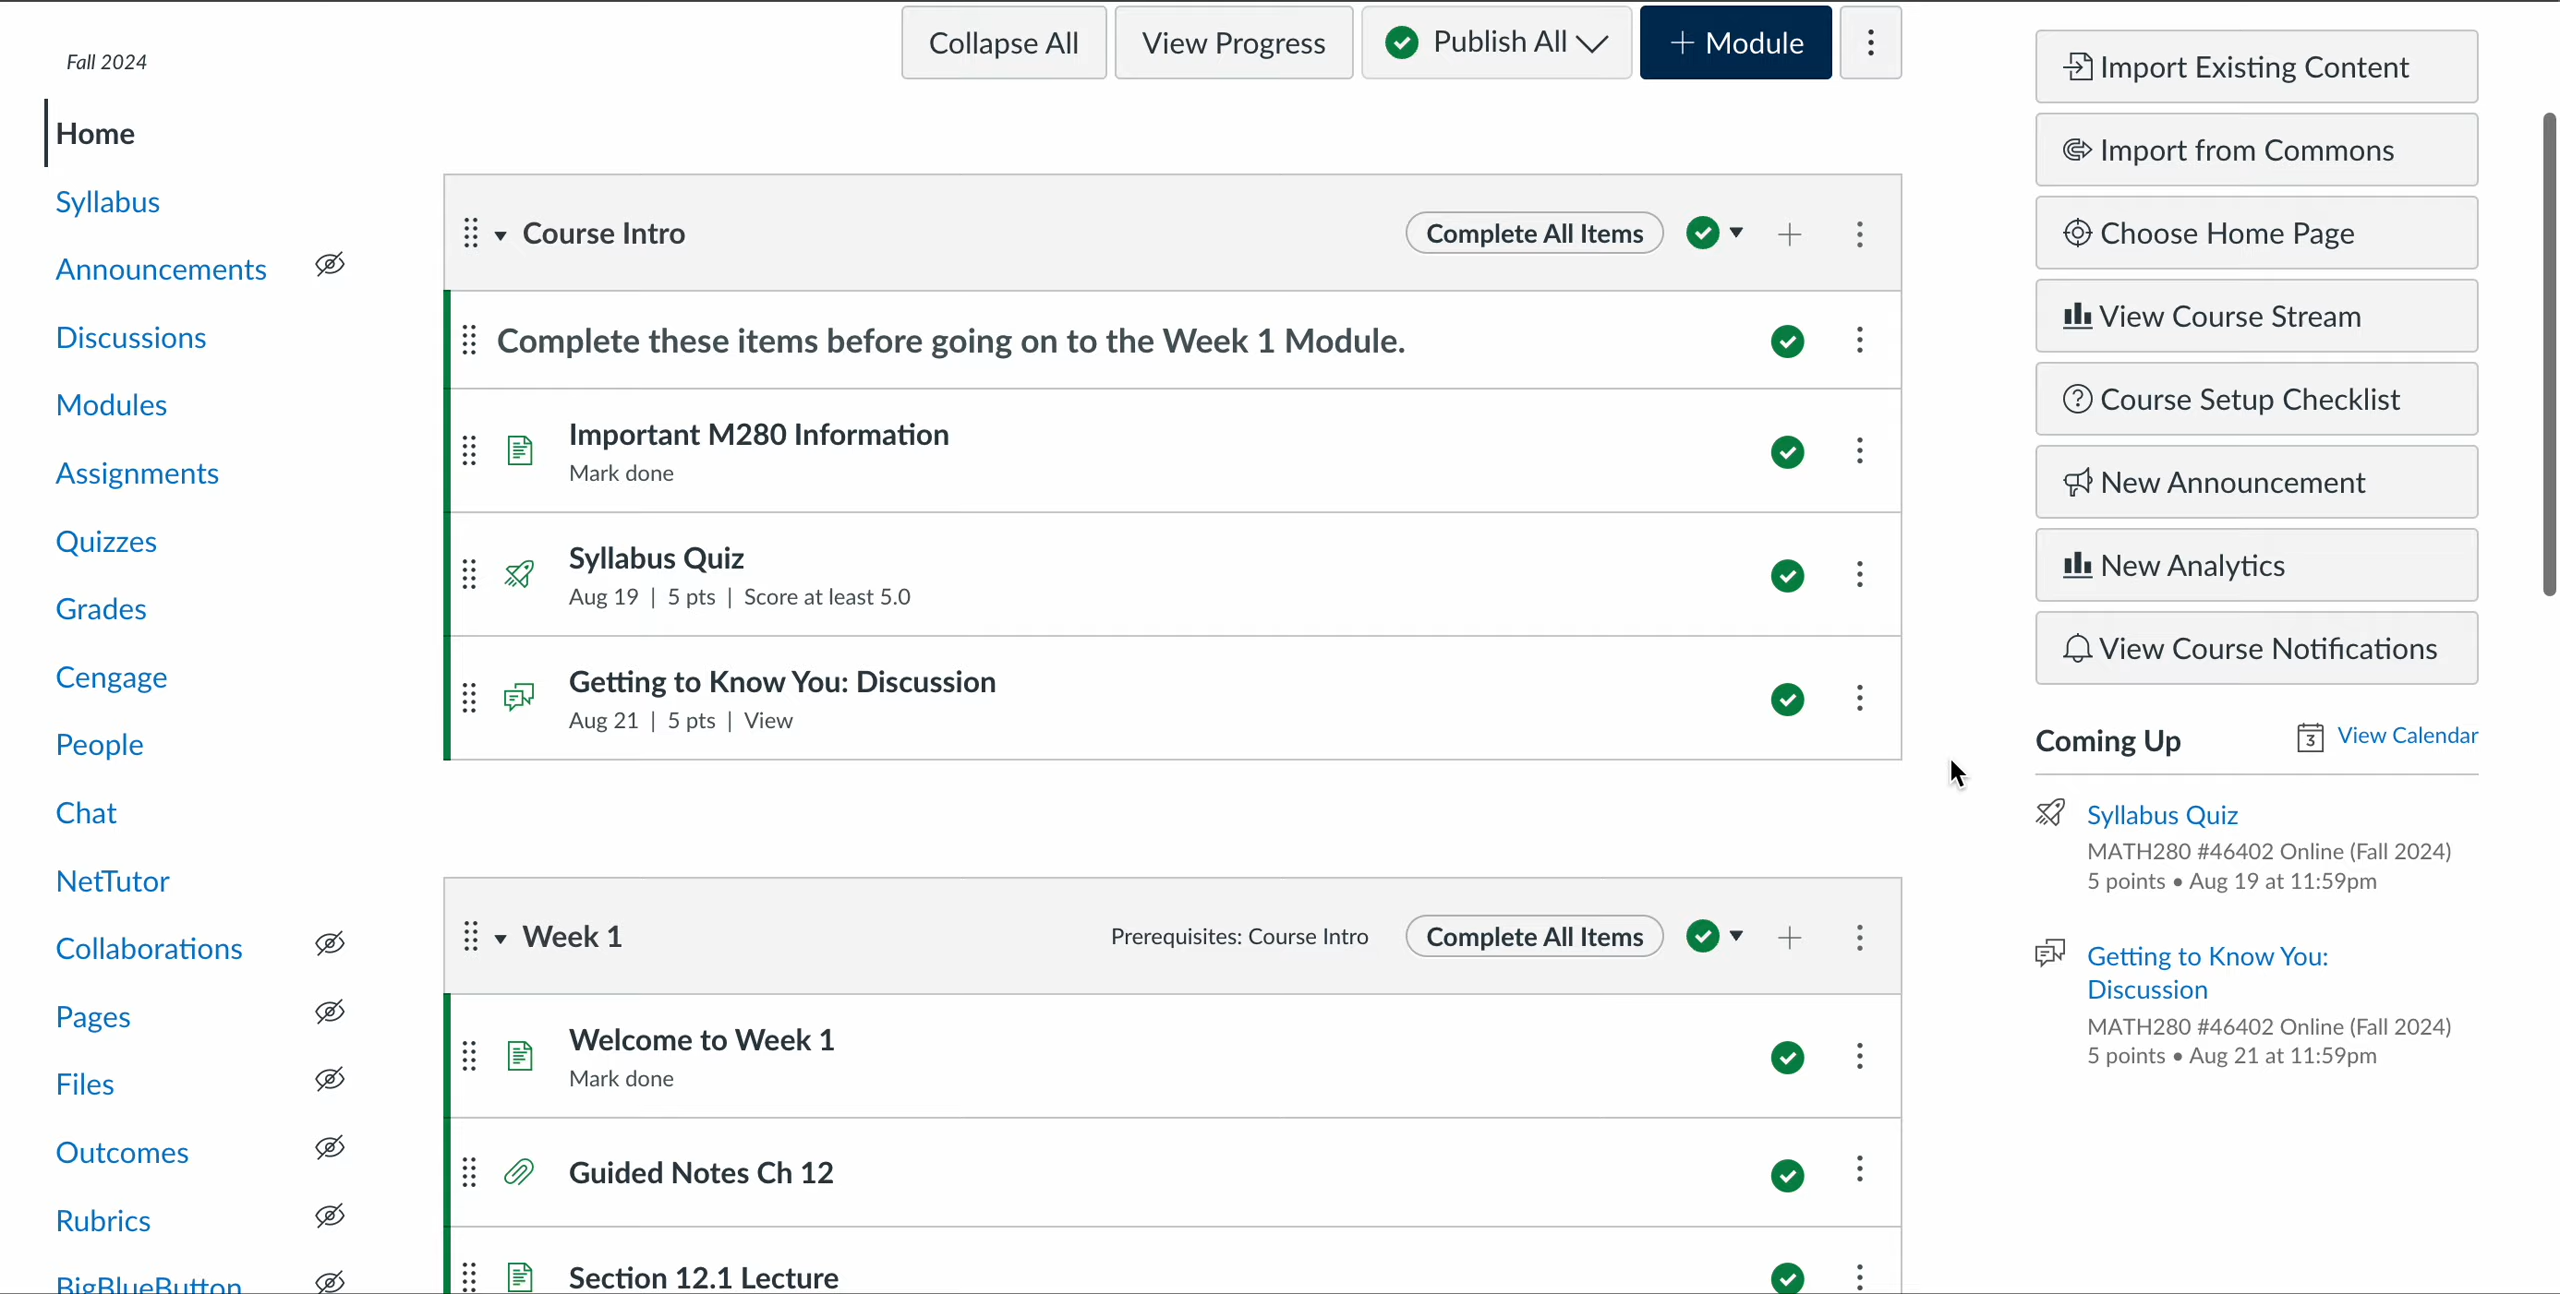 Fall 2024
Home
Syllabus
Announcements
Discussions
Modules
Assignments
Quizzes
Grades
Cengage
People
Chat
NetTutor
Collaborations
Pages
Files
Outcomes
Rubrics
BigBlueButton
Collapse All
View Progress
Publish All
+ Module
Course Intro
Complete All Items
Complete these items before going on to the Week 1 Module.
Important M280 Information
Mark done
Syllabus Quiz
Aug 19 | 5 pts | Score at least 5.0
Getting to Know You: Discussion
Aug 21 | 5 pts | View
Week 1
Prerequisites: Course Intro
Complete All Items
Welcome to Week 1
Mark done
Guided Notes Ch 12
Section 12.1 Lecture
Import Existing Content
Import from Commons
Choose Home Page
View Course Stream
Course Setup Checklist
New Announcement
New Analytics
View Course Notifications
Coming Up
3 View Calendar
Syllabus Quiz
MATH280 #46402 Online (Fall 2024)
5 points • Aug 19 at 11:59pm
Getting to Know You:
Discussion
MATH280 #46402 Online (Fall 2024)
5 points • Aug 21 at 11:59pm